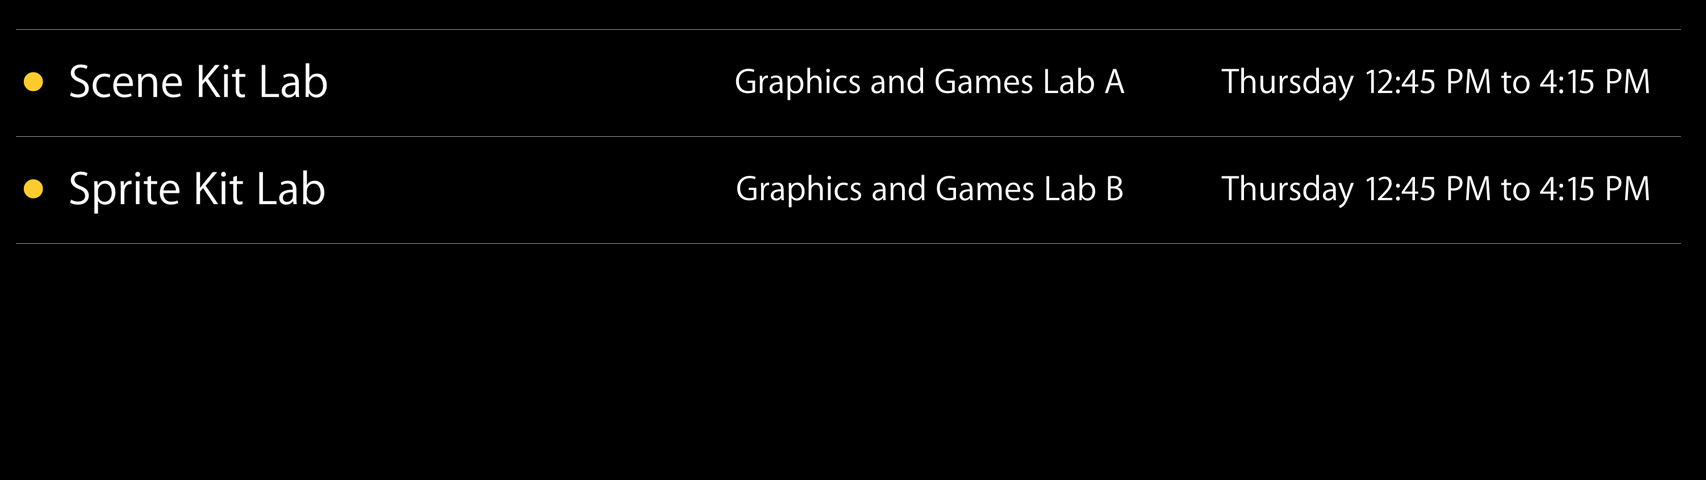 Scene Kit Lab Graphics and Games Lab A Thursday 12:45 PM to 4:15 PM
Sprite Kit Lab Graphics and Games Lab B Thursday 12:45 PM to 4:15 PM